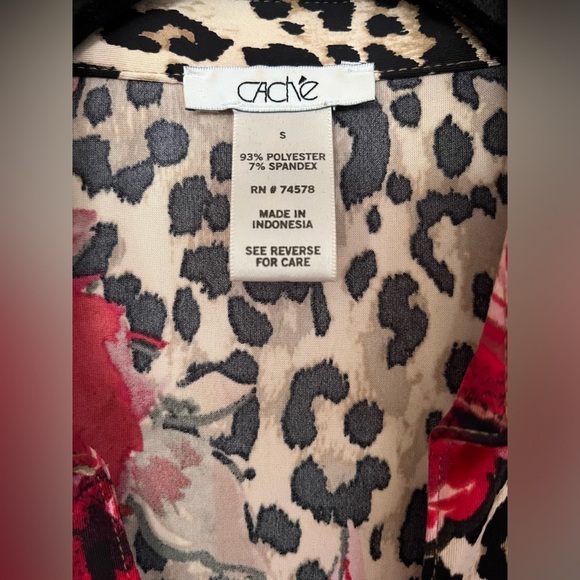 CACHé
S
93% POLYESTER
7% SPANDEX
RN # 74578
MADE IN
INDONESIA
SEE REVERSE
FOR CARE